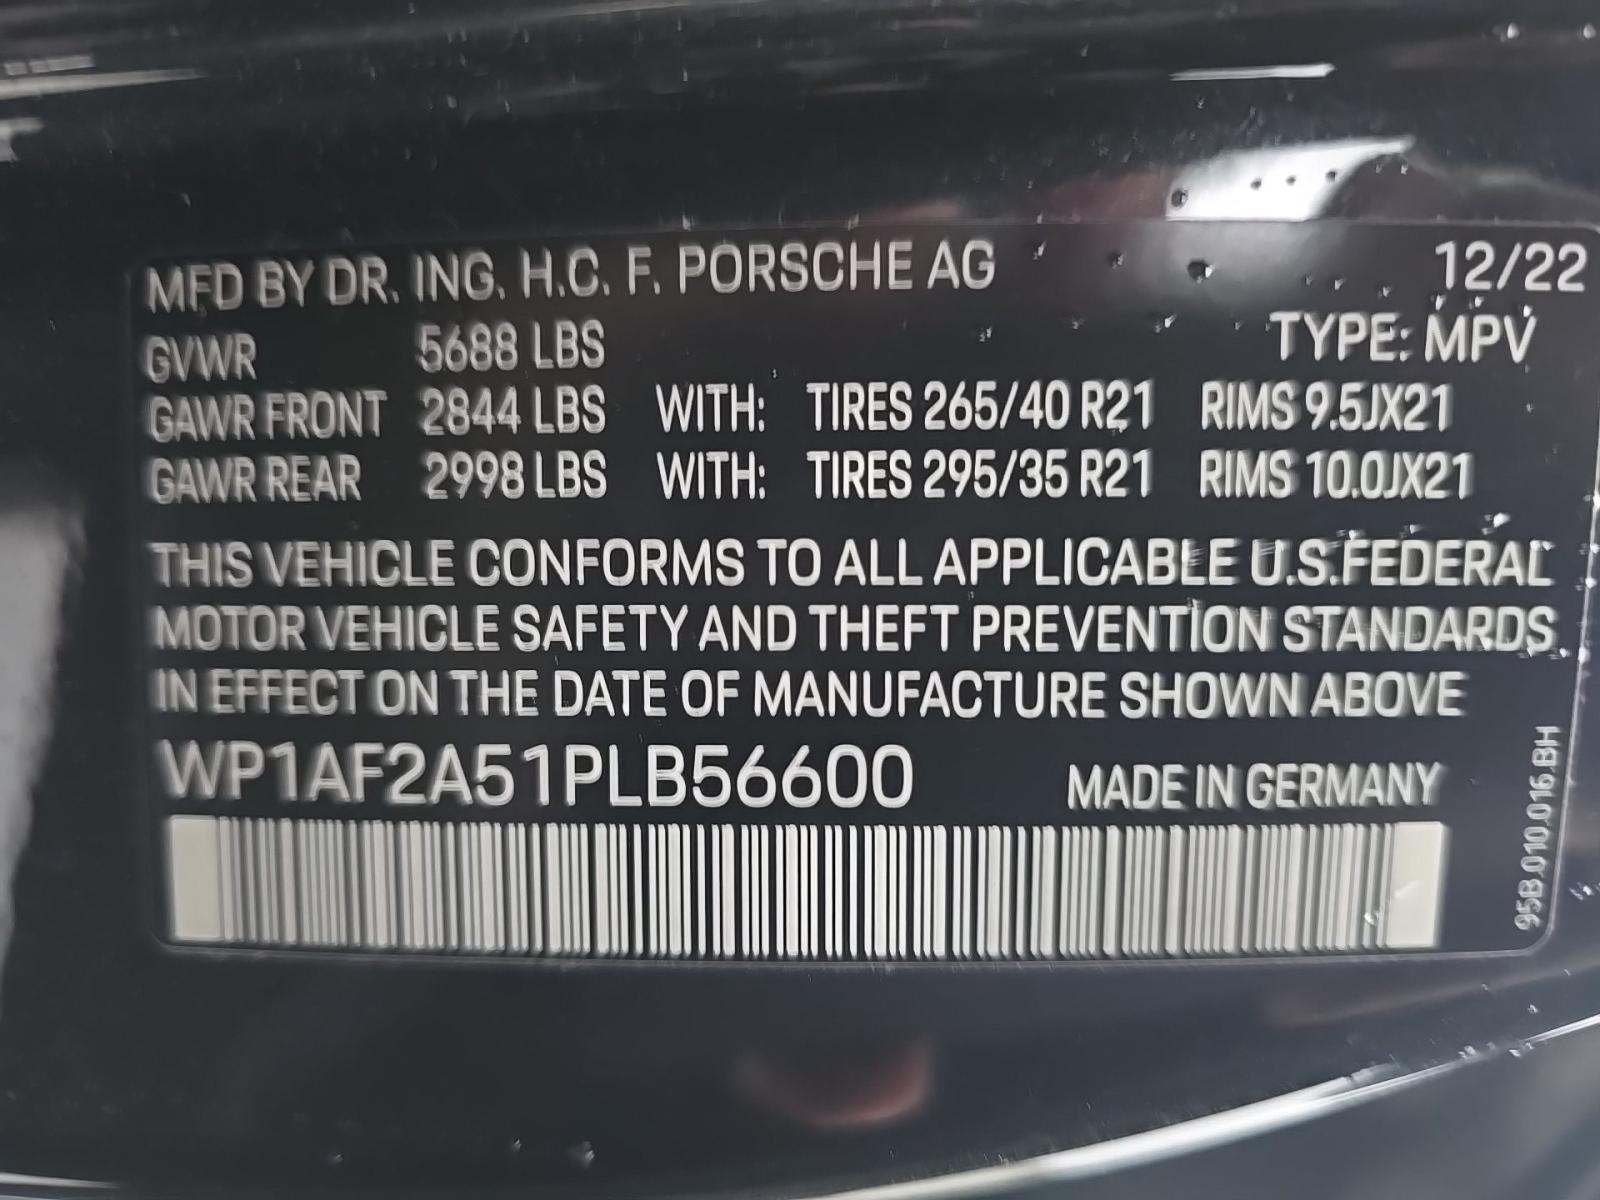 MFD BY DR. ING. H.C. F. PORSCHE AG 12/22
GVWR 5688 LBS TYPE: MPV
GAWR FRONT 2844 LBS WITH: TIRES 265/40 R21 RIMS 9.5JX21
GAWR REAR 2998 LBS WITH: TIRES 295/35 R21 RIMS 10.0JX21
THIS VEHICLE CONFORMS TO ALL APPLICABLE U.S.FEDERAL
MOTOR VEHICLE SAFETY AND THEFT PREVENTION STANDARDS
IN EFFECT ON THE DATE OF MANUFACTURE SHOWN ABOVE
WP1AF2A51PLB56600 MADE IN GERMANY
95B.010.016.BH